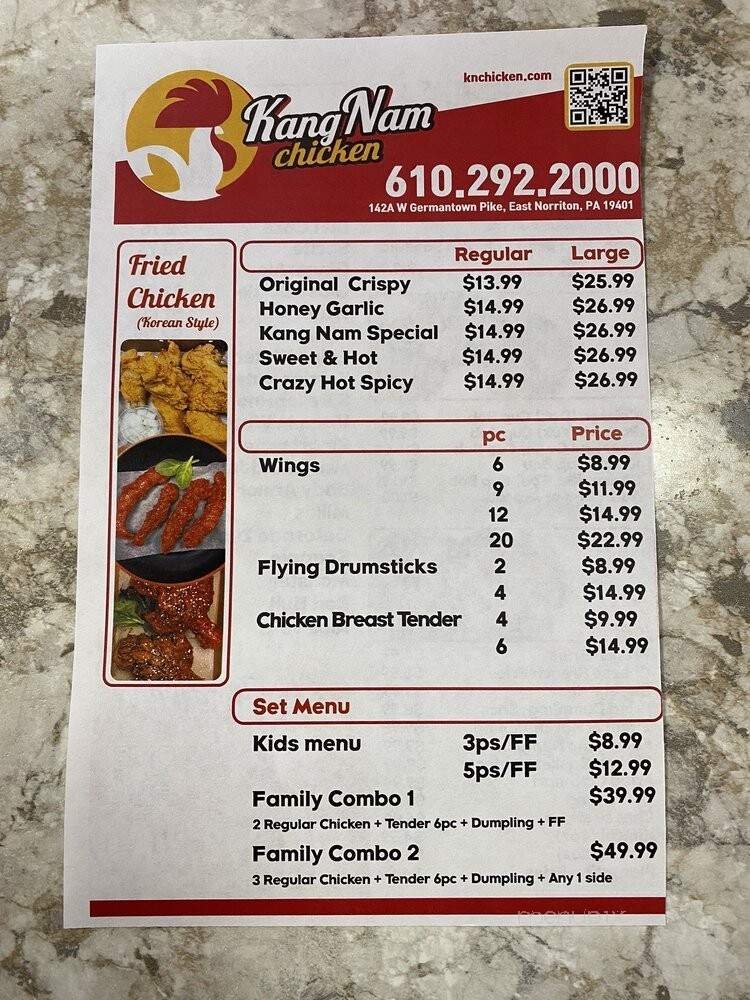 knchicken.com
Kang Nam
chicken
610.292.2000
142A W Germantown Pike, East Norriton, PA 19401
Fried
Chicken
(Korean Style)
Regular Large
Original Crispy $13.99 $25.99
Honey Garlic $14.99 $26.99
Kang Nam Special $14.99 $26.99
Sweet & Hot $14.99 $26.99
Crazy Hot Spicy $14.99 $26.99
pc Price
Wings 6 $8.99
9 $11.99
12 $14.99
20 $22.99
Flying Drumsticks 2 $8.99
4 $14.99
Chicken Breast Tender 4 $9.99
6 $14.99
Set Menu
Kids menu 3ps/FF $8.99
5ps/FF $12.99
Family Combo 1 $39.99
2 Regular Chicken + Tender 6pc + Dumpling + FF
Family Combo 2 $49.99
3 Regular Chicken + Tender 6pc + Dumpling + Any 1 side